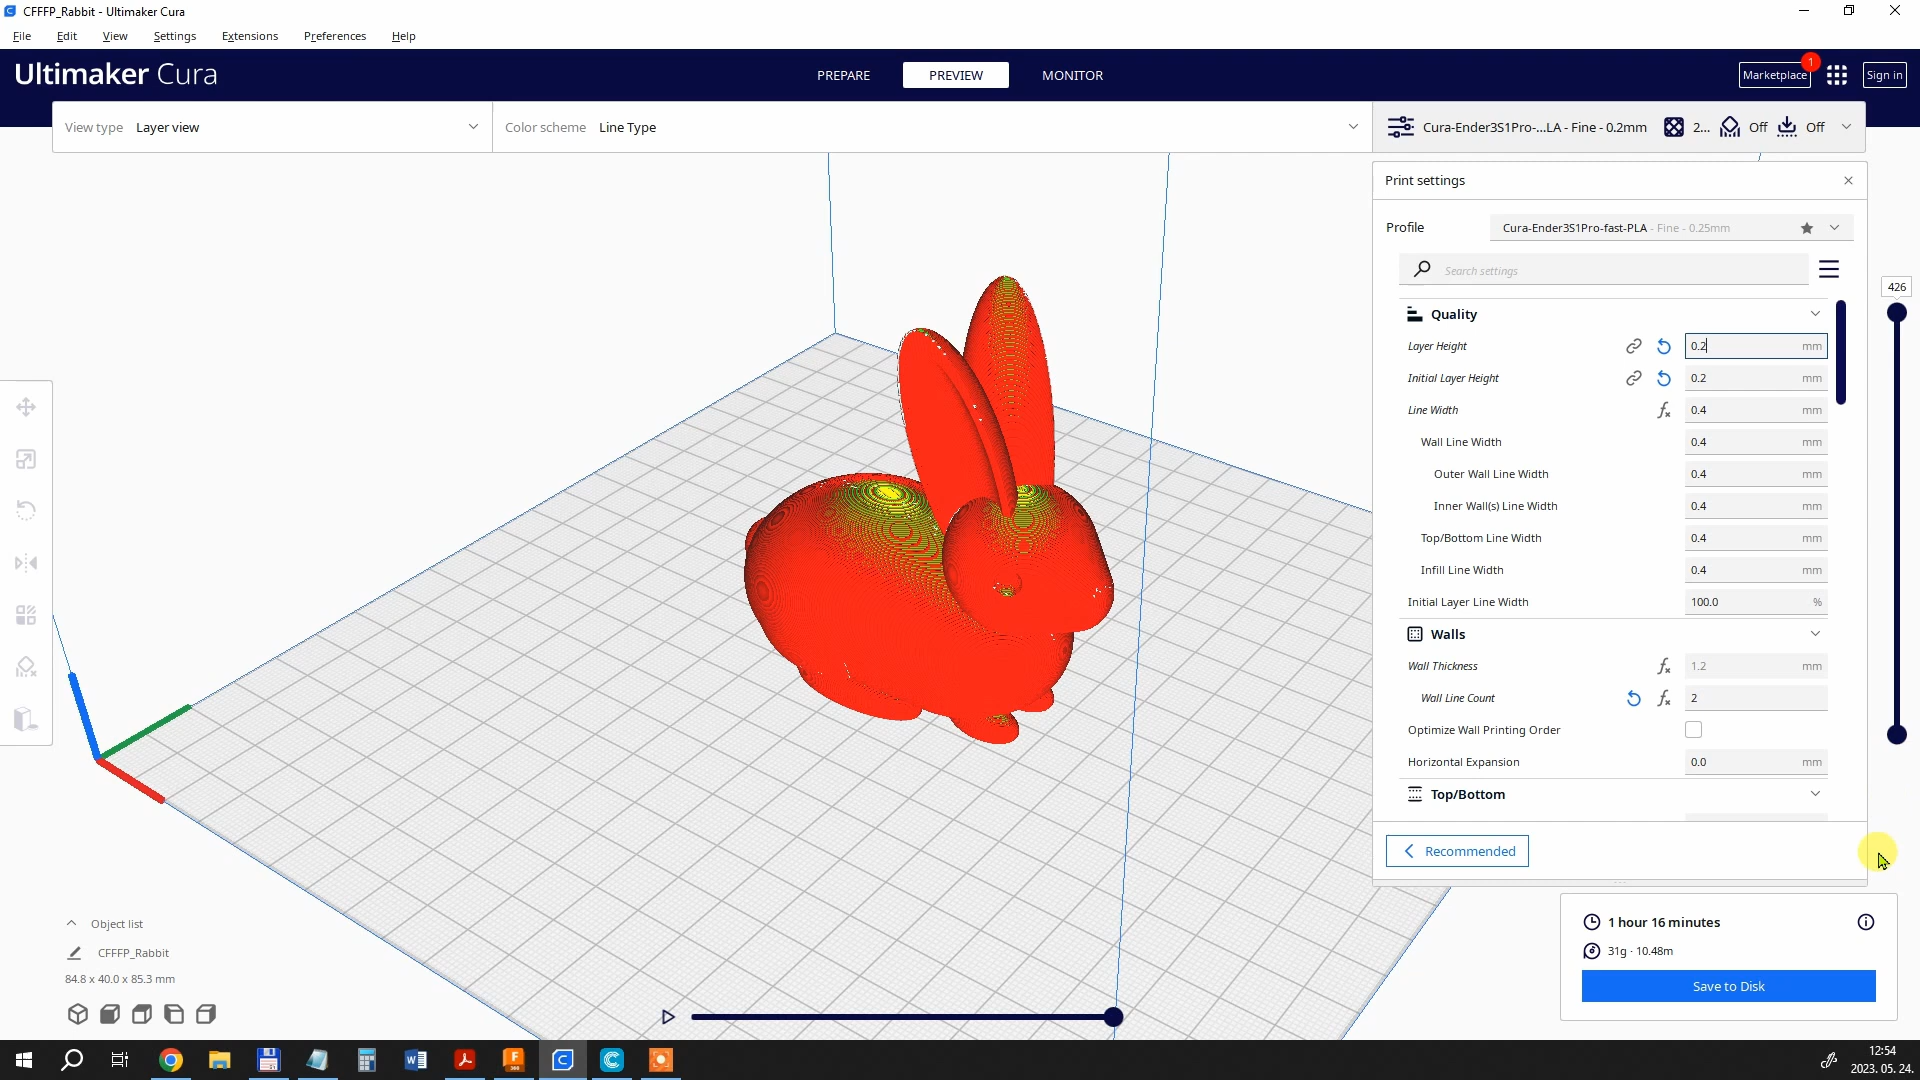 CFFFP_Rabbit - Ultimaker Cura
File Edit View Settings Extensions Preferences Help
Ultimaker Cura
PREPARE PREVIEW MONITOR
Marketplace 1 Sign in
View type Layer view
Color scheme Line Type
Cura-Ender3S1Pro-...LA - Fine - 0.2mm 2... Off Off
Print settings
Profile Cura-Ender3S1Pro-fast-PLA - Fine - 0.25mm
Search settings
426
Quality
Layer Height 0.2 mm
Initial Layer Height 0.2 mm
Line Width 0.4 mm
Wall Line Width 0.4 mm
Outer Wall Line Width 0.4 mm
Inner Wall(s) Line Width 0.4 mm
Top/Bottom Line Width 0.4 mm
Infill Line Width 0.4 mm
Initial Layer Line Width 100.0 %
Walls
Wall Thickness 1.2 mm
Wall Line Count 2
Optimize Wall Printing Order
Horizontal Expansion 0.0 mm
Top/Bottom
Recommended
Object list
CFFFP_Rabbit
84.8 x 40.0 x 85.3 mm
1 hour 16 minutes
31g · 10.48m
Save to Disk
12:54
2023. 05. 24.